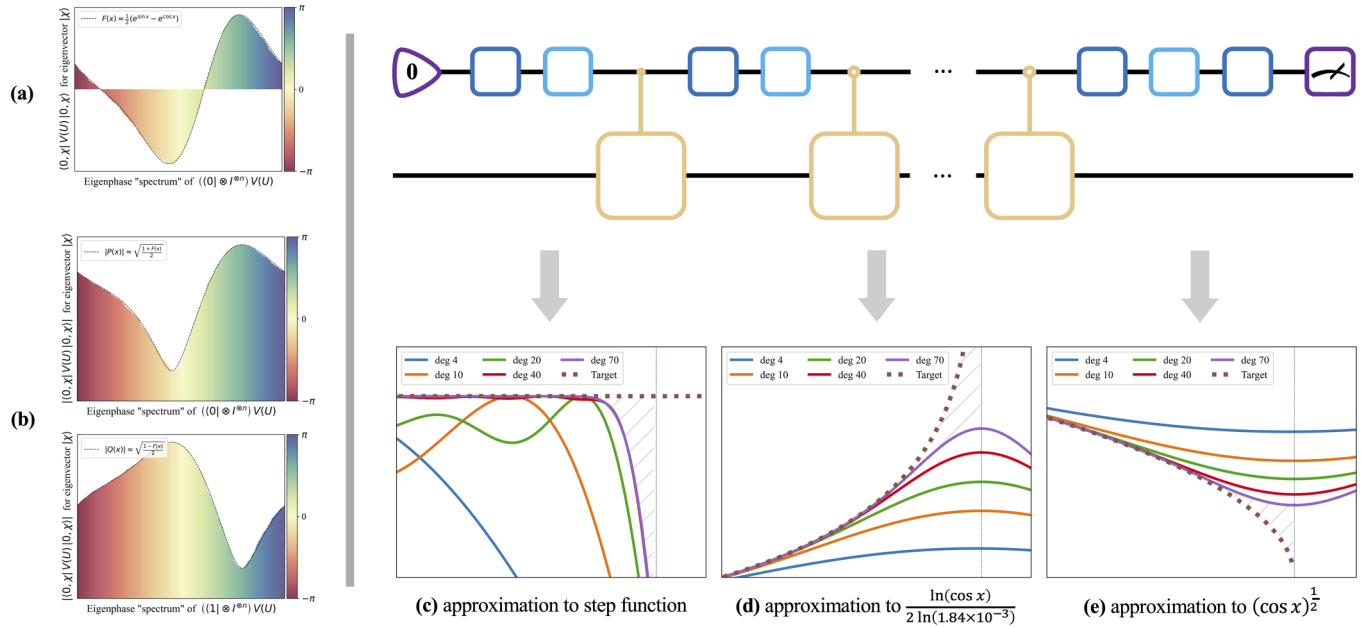 (a)
F(x) = ½(e^{sin x} − e^{cos x})
⟨0, χ| V(U) |0, χ⟩ for eigenvector |χ⟩
π
0
−π
Eigenphase "spectrum" of (⟨0| ⊗ I^{⊗n}) V(U)
(b)
|P(x)| ≈ √((1 + F(x))/2)
|⟨0, χ| V(U) |0, χ⟩| for eigenvector |χ⟩
π
0
−π
Eigenphase "spectrum" of (⟨0| ⊗ I^{⊗n}) V(U)
|Q(x)| ≈ √((1 − F(x))/2)
|⟨0, χ| V(U) |0, χ⟩| for eigenvector |χ⟩
π
0
−π
Eigenphase "spectrum" of (⟨1| ⊗ I^{⊗n}) V(U)
0
...
...
deg 4 deg 20 deg 70
deg 10 deg 40 Target
(c) approximation to step function
deg 4 deg 20 deg 70
deg 10 deg 40 Target
(d) approximation to ln(cos x) / 2 ln(1.84×10⁻³)
deg 4 deg 20 deg 70
deg 10 deg 40 Target
(e) approximation to (cos x)^{1/2}